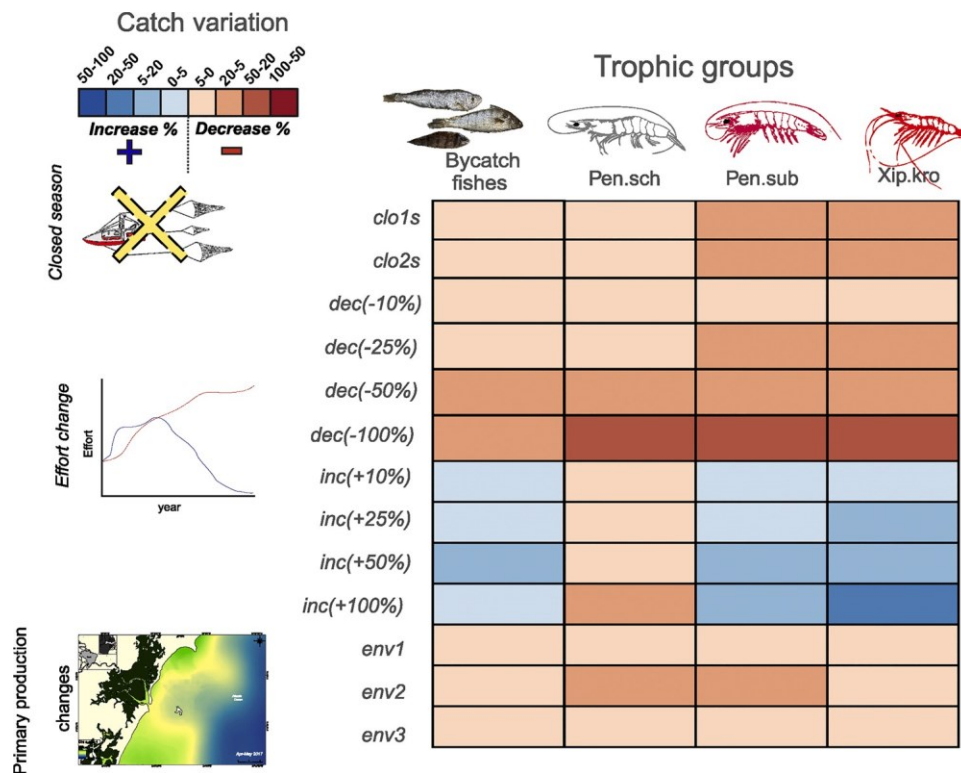 Catch variation
50-100
20-50
5-20
0-5
5-0
20-5
50-20
100-50
Increase %
Decrease %
Trophic groups
Bycatch
fishes
Pen.sch
Pen.sub
Xip.kro
Closed season
clo1s
clo2s
dec(-10%)
dec(-25%)
dec(-50%)
dec(-100%)
Effort change
Effort
year
inc(+10%)
inc(+25%)
inc(+50%)
inc(+100%)
Primary production
changes
Apr-May 2017
env1
env2
env3